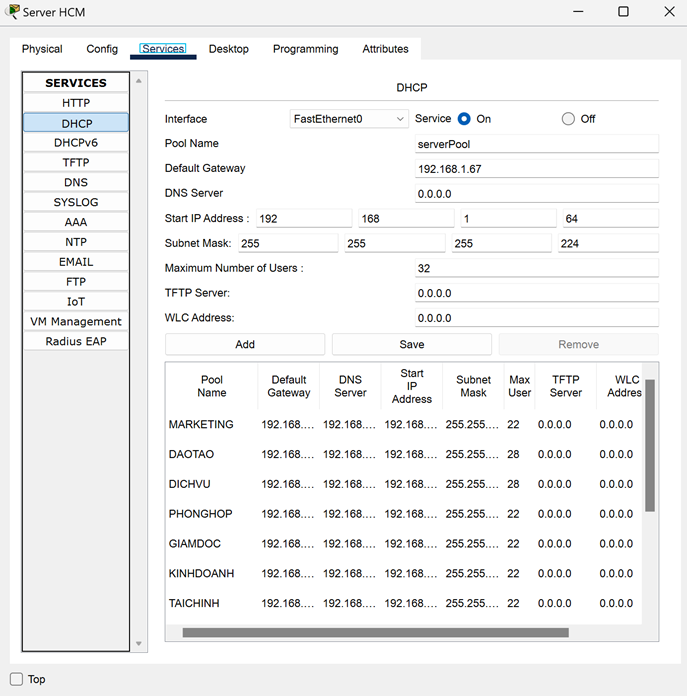 Server HCM
Physical Config Services Desktop Programming Attributes
SERVICES
HTTP
DHCP
DHCPv6
TFTP
DNS
SYSLOG
AAA
NTP
EMAIL
FTP
IoT
VM Management
Radius EAP
DHCP
Interface FastEthernet0 Service On Off
Pool Name serverPool
Default Gateway 192.168.1.67
DNS Server 0.0.0.0
Start IP Address : 192 168 1 64
Subnet Mask: 255 255 255 224
Maximum Number of Users : 32
TFTP Server: 0.0.0.0
WLC Address: 0.0.0.0
Add Save Remove
Pool Name Default Gateway DNS Server Start IP Address Subnet Mask Max User TFTP Server WLC Addres
MARKETING 192.168.... 192.168.... 192.168.... 255.255.... 22 0.0.0.0 0.0.0.0
DAOTAO 192.168.... 192.168.... 192.168.... 255.255.... 28 0.0.0.0 0.0.0.0
DICHVU 192.168.... 192.168.... 192.168.... 255.255.... 28 0.0.0.0 0.0.0.0
PHONGHOP 192.168.... 192.168.... 192.168.... 255.255.... 22 0.0.0.0 0.0.0.0
GIAMDOC 192.168.... 192.168.... 192.168.... 255.255.... 22 0.0.0.0 0.0.0.0
KINHDOANH 192.168.... 192.168.... 192.168.... 255.255.... 22 0.0.0.0 0.0.0.0
TAICHINH 192.168.... 192.168.... 192.168.... 255.255.... 22 0.0.0.0 0.0.0.0
Top